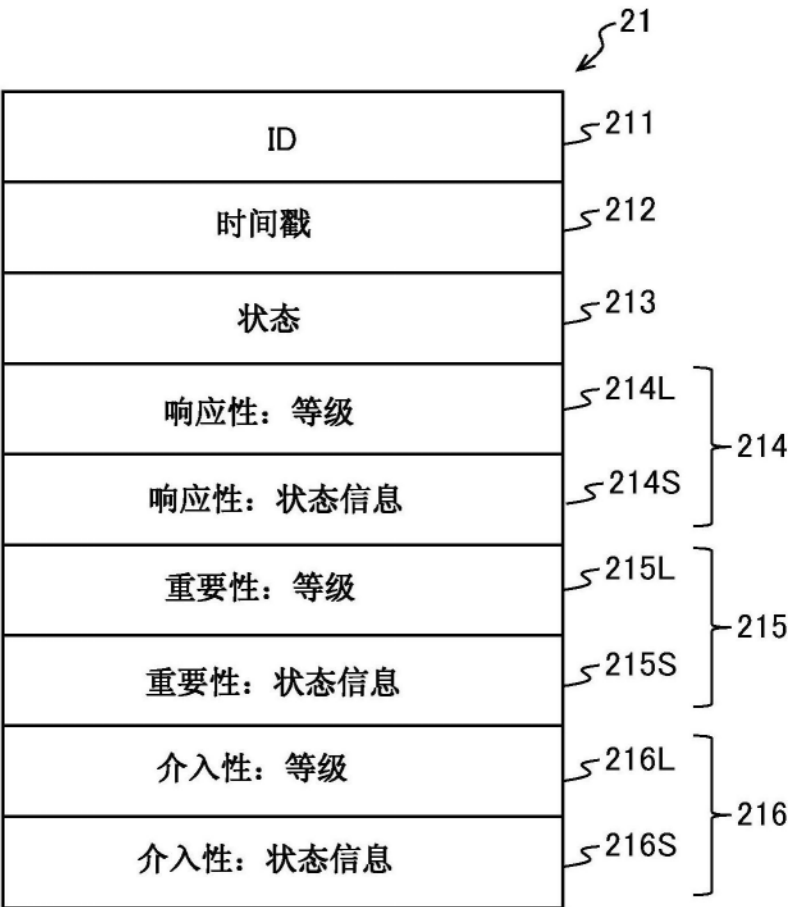 21
ID
211
时间戳
212
状态
213
响应性：等级
214L
响应性：状态信息
214S
214
重要性：等级
215L
重要性：状态信息
215S
215
介入性：等级
216L
介入性：状态信息
216S
216